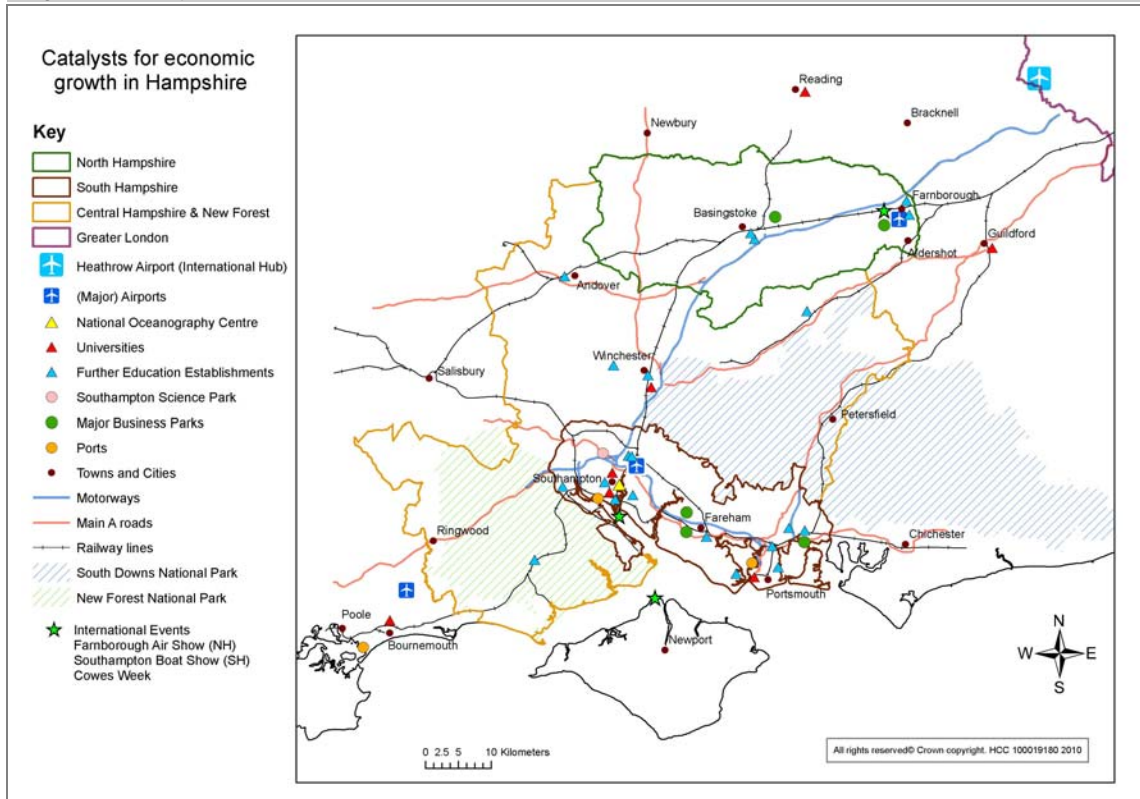 Catalysts for economic
growth in Hampshire
Key
North Hampshire
South Hampshire
Central Hampshire & New Forest
Greater London
Heathrow Airport (International Hub)
(Major) Airports
National Oceanography Centre
Universities
Further Education Establishments
Southampton Science Park
Major Business Parks
Ports
Towns and Cities
Motorways
Main A roads
Railway lines
South Downs National Park
New Forest National Park
International Events
Farnborough Air Show (NH)
Southampton Boat Show (SH)
Cowes Week
Reading
Bracknell
Newbury
Farnborough
Basingstoke
Guildford
Aldershot
Andover
Winchester
Salisbury
Petersfield
Southampton
Fareham
Ringwood
Chichester
Portsmouth
Poole
Bournemouth
Newport
N
W E
S
0 2.5 5 10 Kilometers
All rights reserved© Crown copyright. HCC 100019180 2010